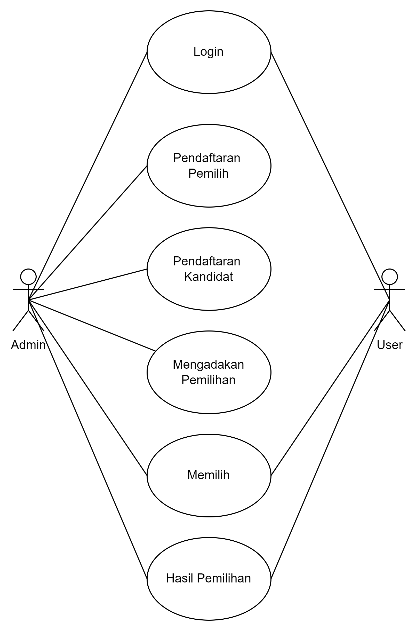 Login
Pendaftaran
Pemilih
Pendaftaran
Kandidat
Admin
User
Mengadakan
Pemilihan
Memilih
Hasil Pemilihan